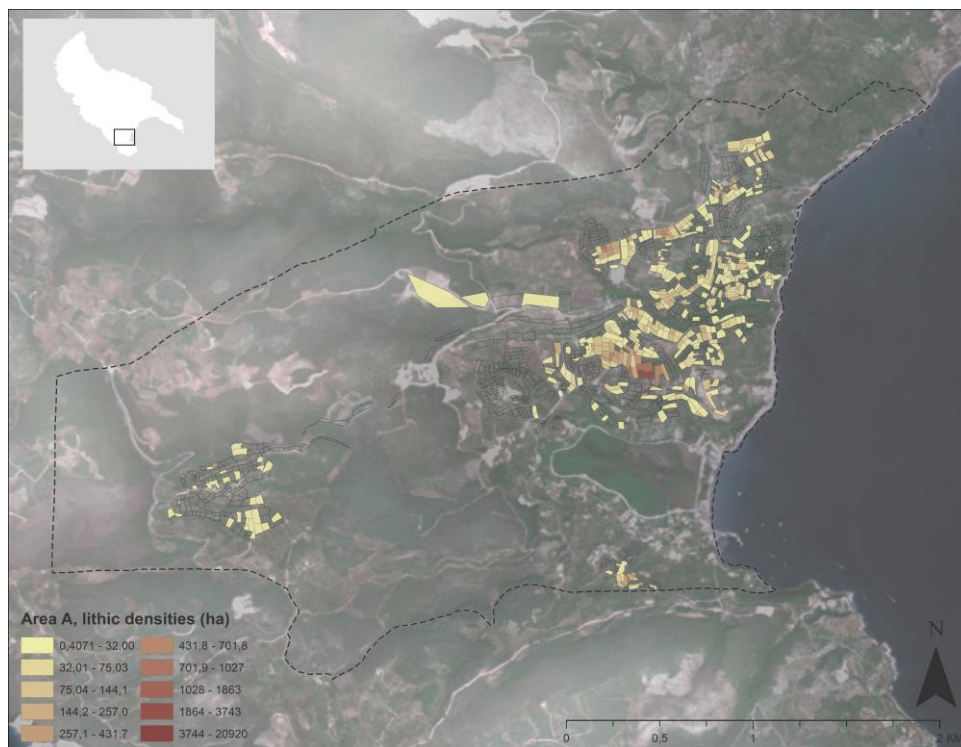 Area A, lithic densities (ha)
0,4071 - 32.00 431,8 - 701,8
32,01 - 75,03 701,9 - 1027
75,04 - 144,1 1028 - 1863
144,2 - 257,0 1864 - 3743
257,1 - 431.7 3744 - 20920
N
0 0,5 1 2 KM